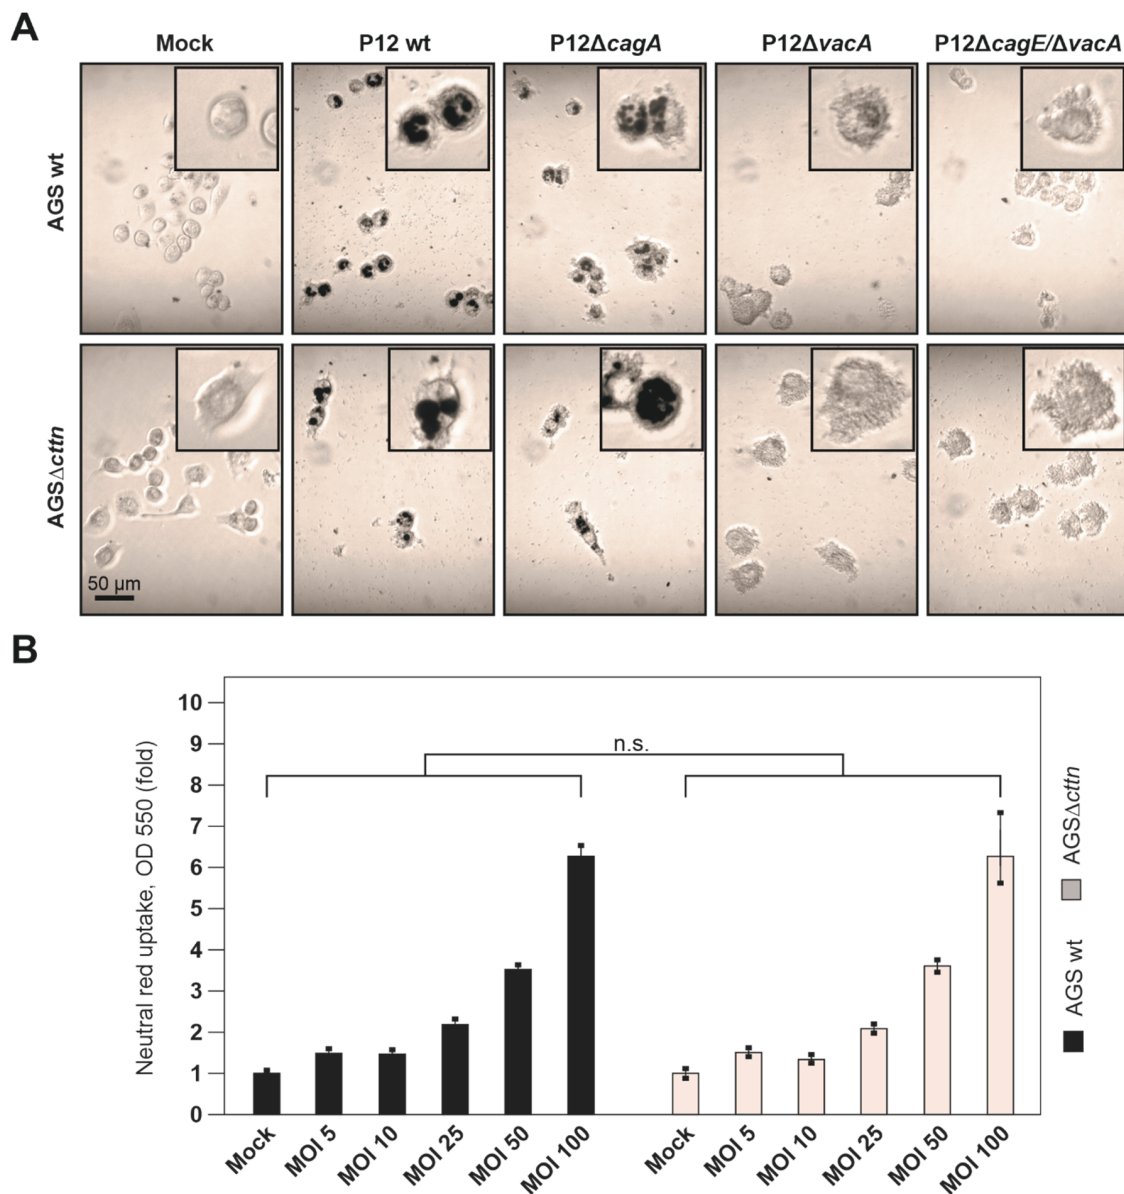 A
Mock
P12 wt
P12ΔcagA
P12ΔvacA
P12ΔcagE/ΔvacA
AGS wt
AGSΔcttn
50 µm
B
Neutral red uptake, OD 550 (fold)
10
9
8
7
6
5
4
3
2
1
0
n.s.
Mock
MOI 5
MOI 10
MOI 25
MOI 50
MOI 100
Mock
MOI 5
MOI 10
MOI 25
MOI 50
MOI 100
AGSΔcttn
AGS wt